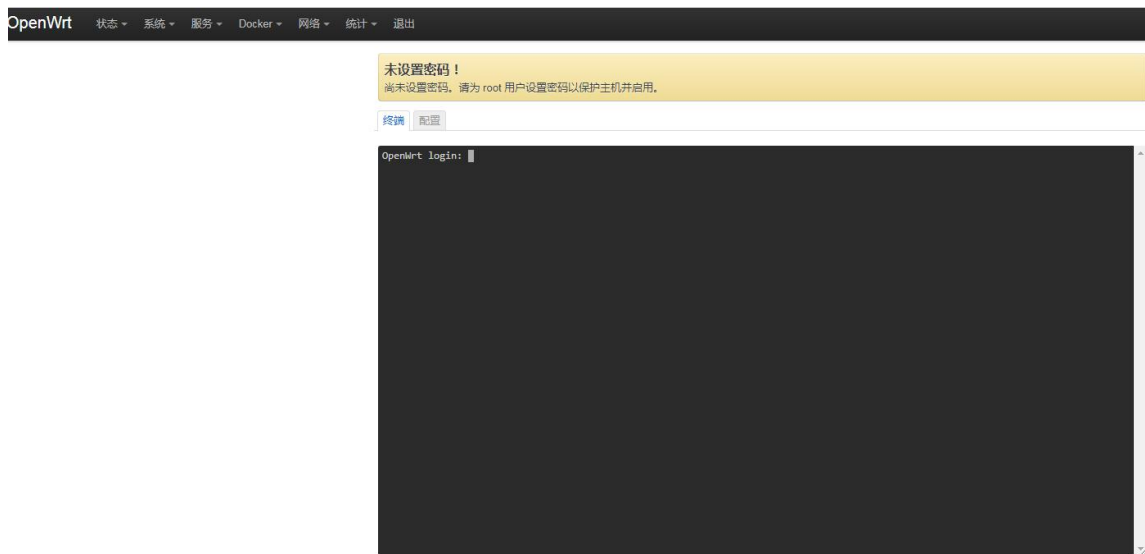 OpenWrt 状态 系统 服务 Docker 网络 统计 退出
未设置密码！
尚未设置密码。请为 root 用户设置密码以保护主机并启用。
终端 配置
OpenWrt login: